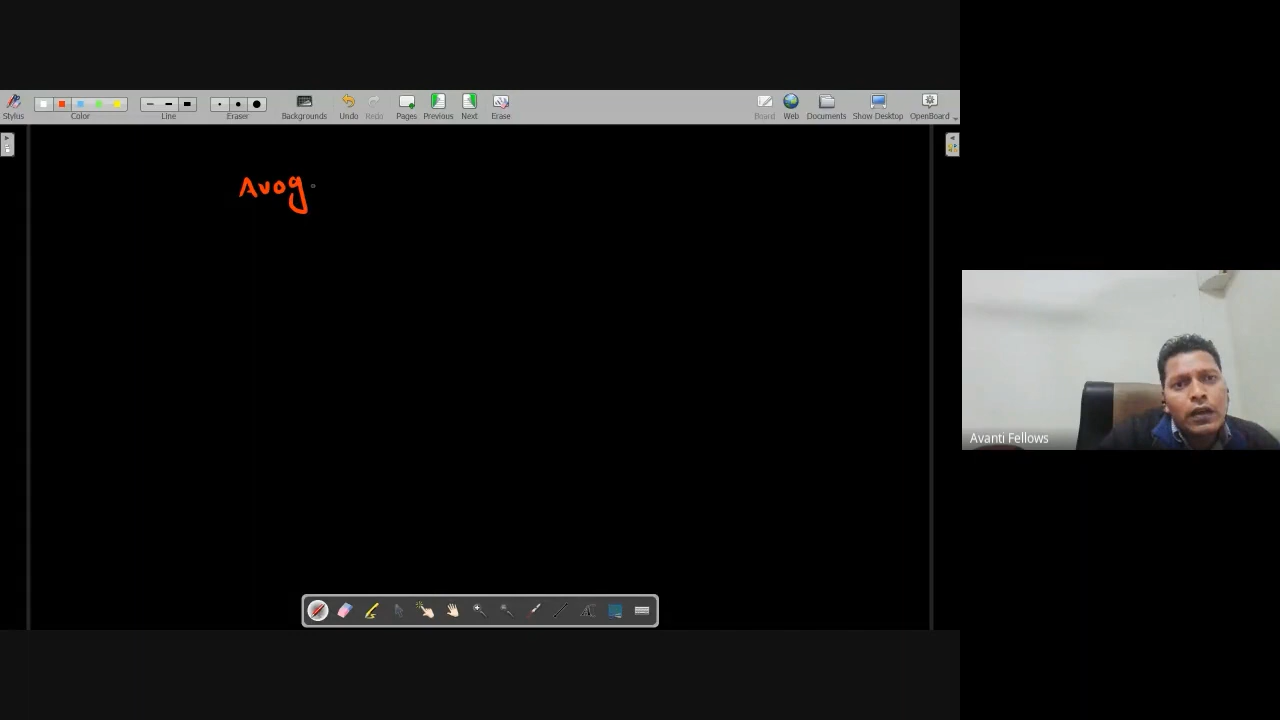 Stylus
Color
Line
Eraser
Backgrounds
Undo
Redo
Pages
Previous
Next
Erase
Board
Web
Documents
Show Desktop
OpenBoard
Avog
Avanti Fellows